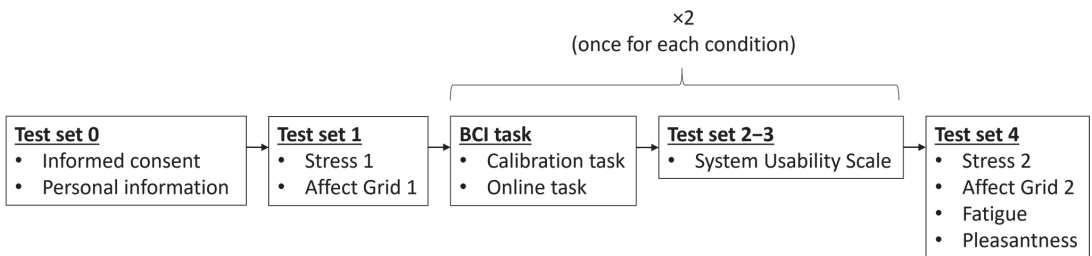 ×2
(once for each condition)
Test set 0
• Informed consent
• Personal information
Test set 1
• Stress 1
• Affect Grid 1
BCI task
• Calibration task
• Online task
Test set 2–3
• System Usability Scale
Test set 4
• Stress 2
• Affect Grid 2
• Fatigue
• Pleasantness